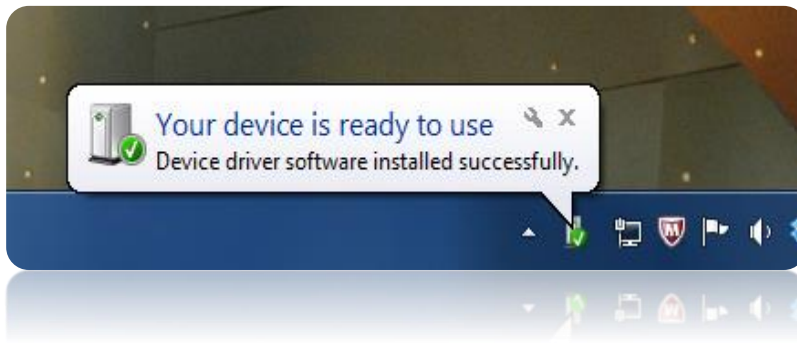 Your device is ready to use
Device driver software installed successfully.